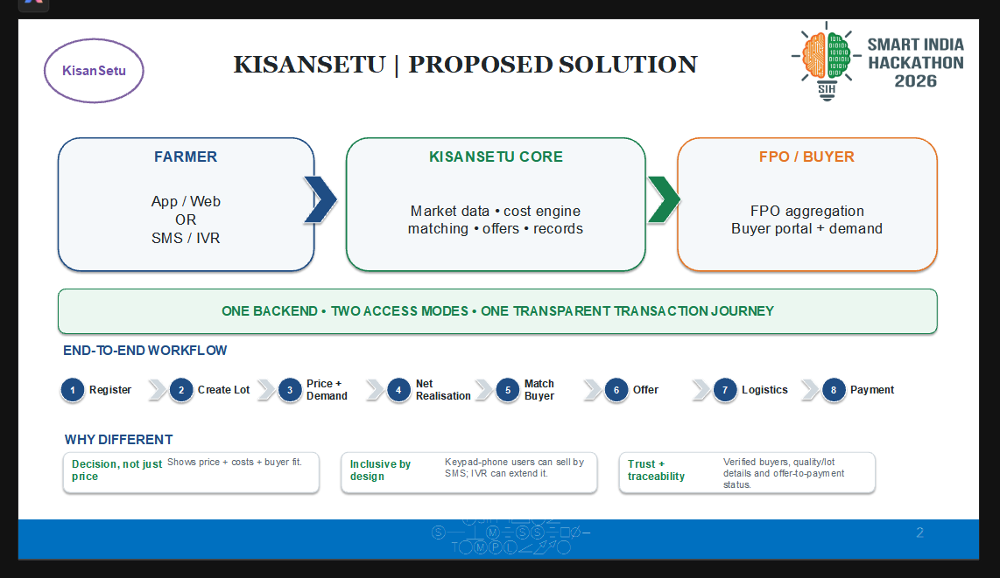 KisanSetu
KISANSETU | PROPOSED SOLUTION
SMART INDIA
HACKATHON
2026
SIH
FARMER
App / Web
OR
SMS / IVR
KISANSETU CORE
Market data • cost engine
matching • offers • records
FPO / BUYER
FPO aggregation
Buyer portal + demand
ONE BACKEND • TWO ACCESS MODES • ONE TRANSPARENT TRANSACTION JOURNEY
END-TO-END WORKFLOW
1 Register
2 Create Lot
3 Price +
Demand
4 Net
Realisation
5 Match
Buyer
6 Offer
7 Logistics
8 Payment
WHY DIFFERENT
Decision, not just
price
Shows price + costs + buyer fit.
Inclusive by
design
Keypad-phone users can sell by
SMS; IVR can extend it.
Trust +
traceability
Verified buyers, quality/lot
details and offer-to-payment
status.
2